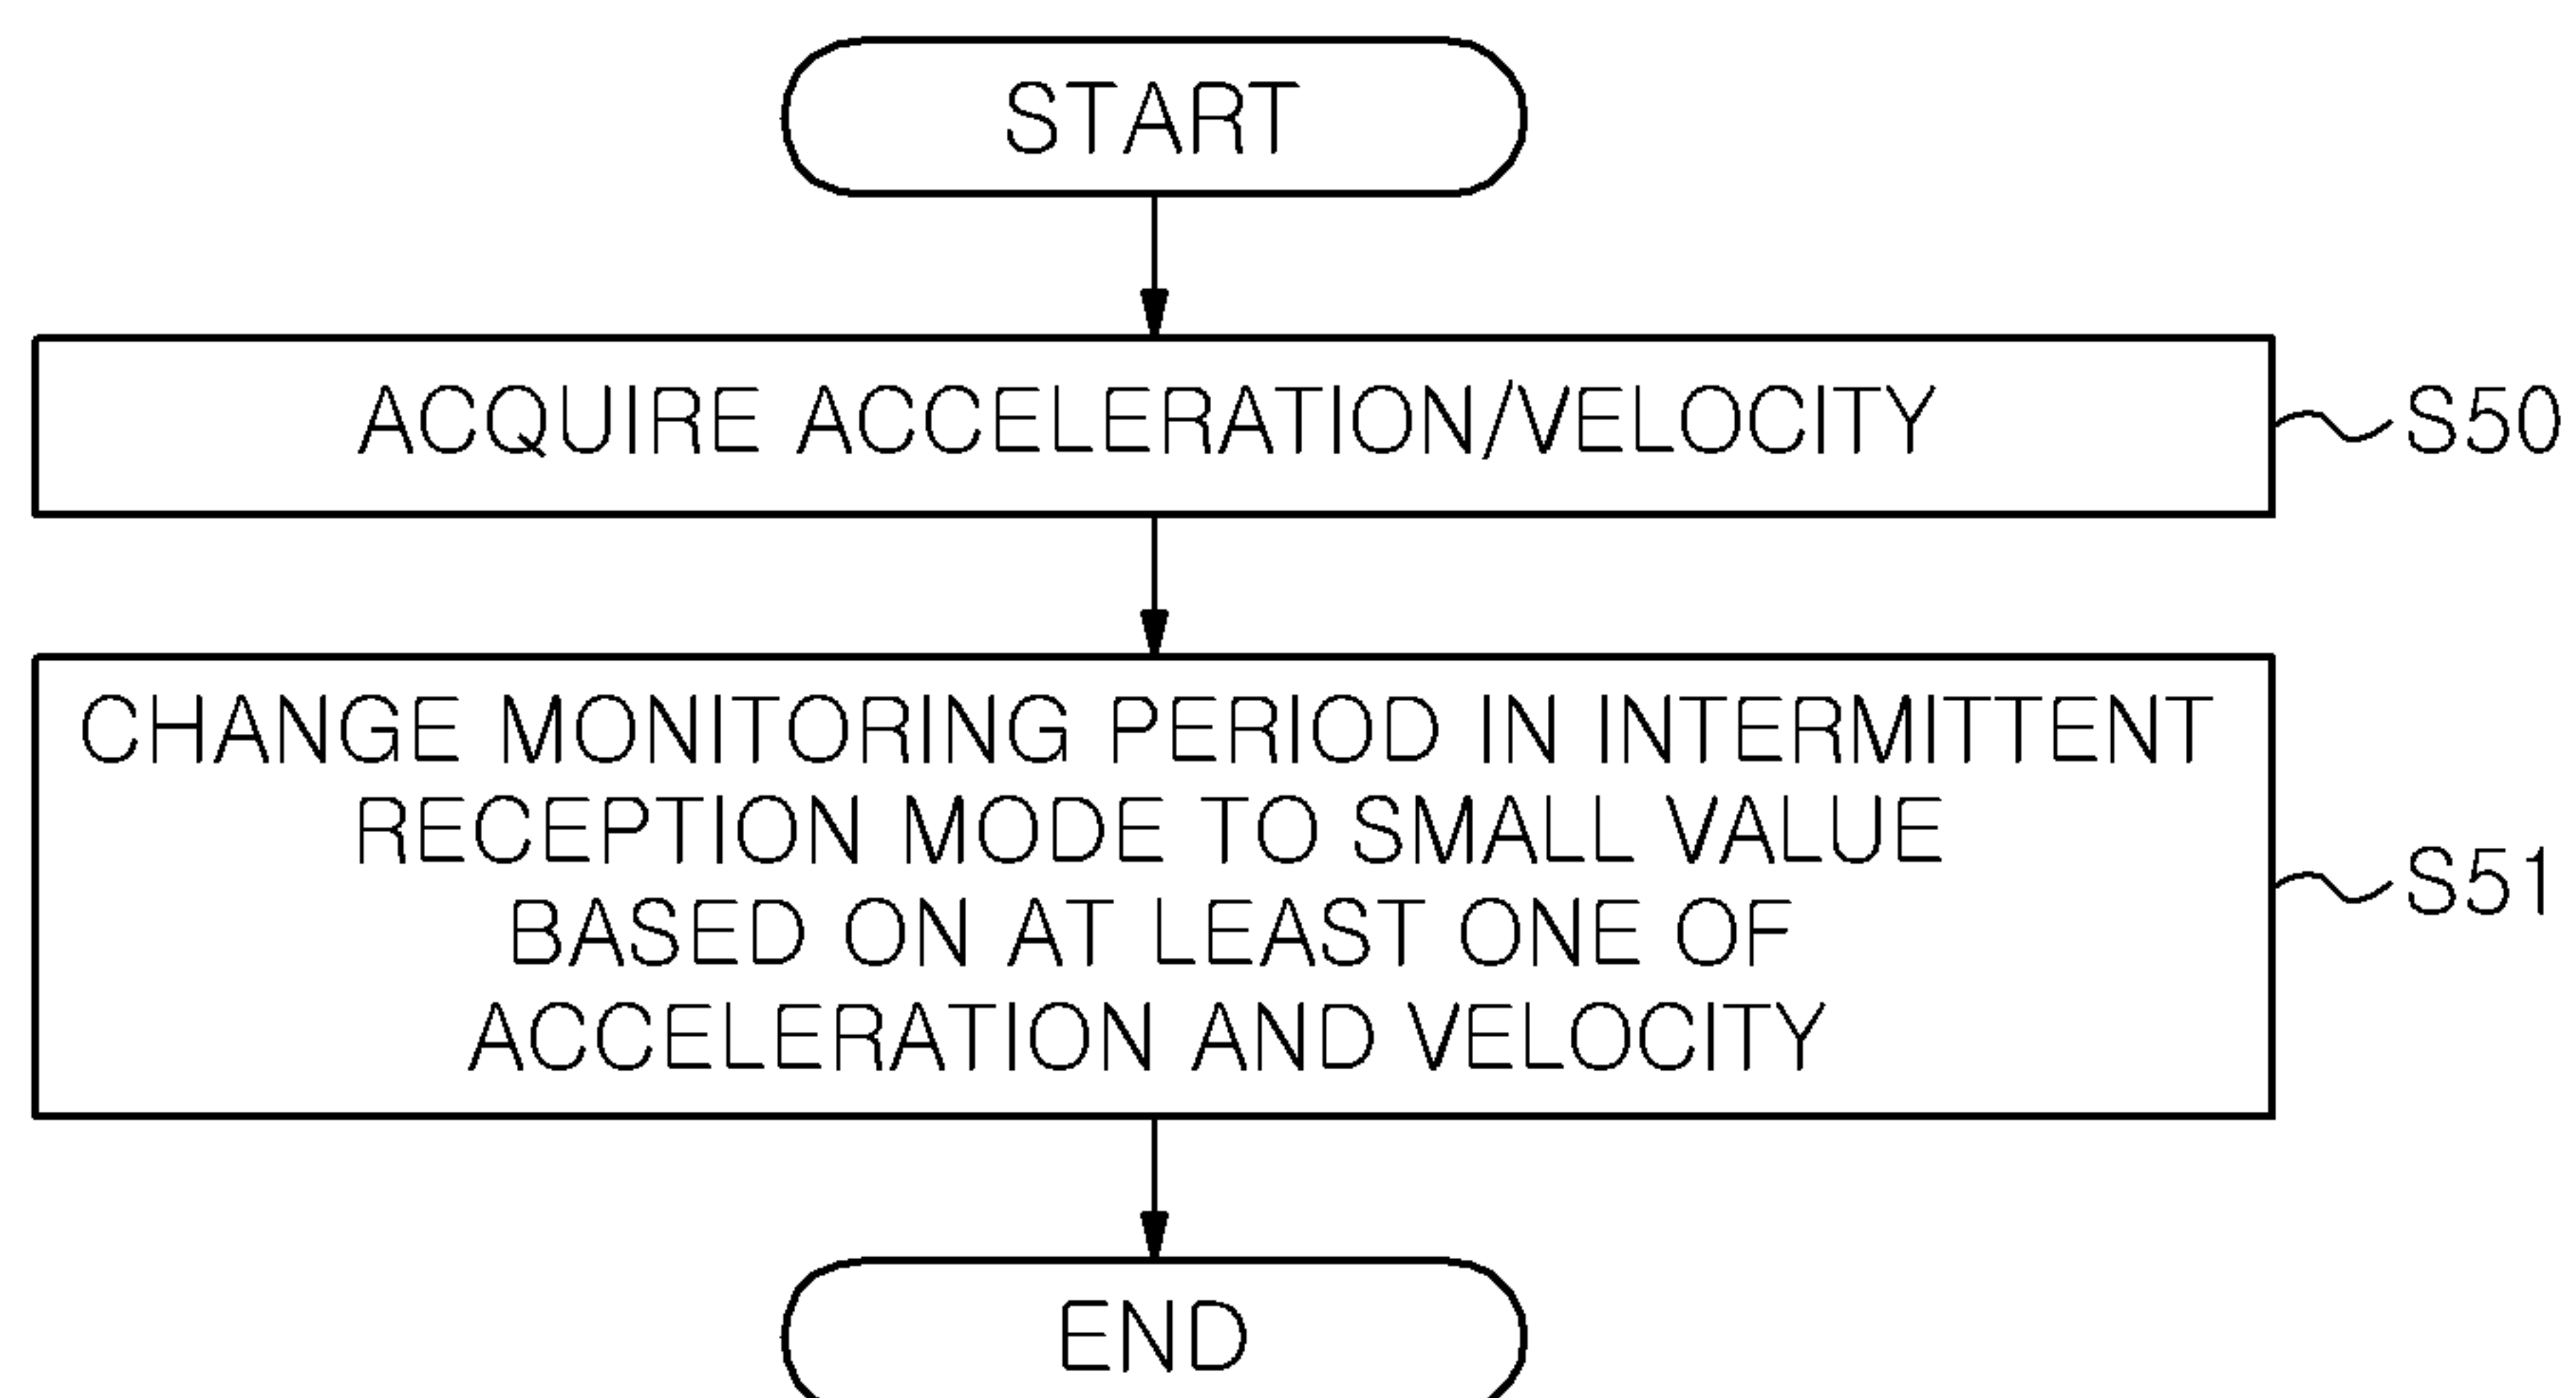 START
ACQUIRE ACCELERATION/VELOCITY
S50
CHANGE MONITORING PERIOD IN INTERMITTENT
RECEPTION MODE TO SMALL VALUE
BASED ON AT LEAST ONE OF
ACCELERATION AND VELOCITY
S51
END